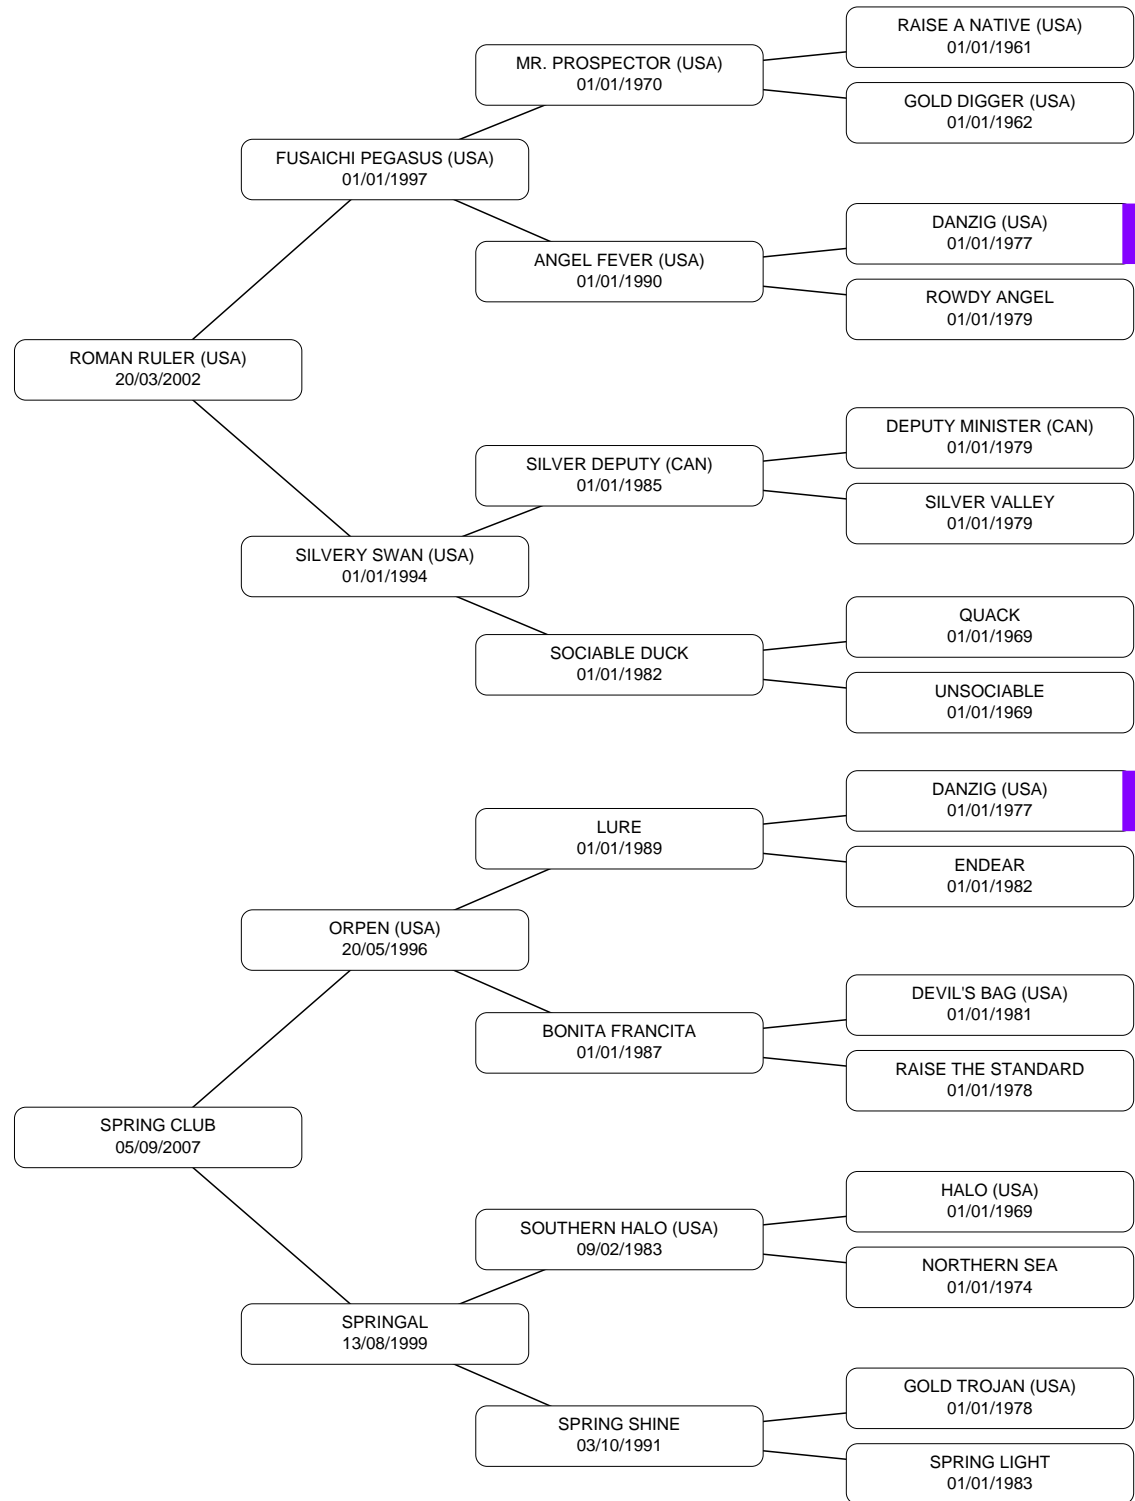 RAISE A NATIVE (USA)
01/01/1961
MR. PROSPECTOR (USA)
01/01/1970
GOLD DIGGER (USA)
01/01/1962
FUSAICHI PEGASUS (USA)
01/01/1997
DANZIG (USA)
01/01/1977
ANGEL FEVER (USA)
01/01/1990
ROWDY ANGEL
01/01/1979
ROMAN RULER (USA)
20/03/2002
DEPUTY MINISTER (CAN)
01/01/1979
SILVER DEPUTY (CAN)
01/01/1985
SILVER VALLEY
01/01/1979
SILVERY SWAN (USA)
01/01/1994
QUACK
01/01/1969
SOCIABLE DUCK
01/01/1982
UNSOCIABLE
01/01/1969
DANZIG (USA)
01/01/1977
LURE
01/01/1989
ENDEAR
01/01/1982
ORPEN (USA)
20/05/1996
DEVIL'S BAG (USA)
01/01/1981
BONITA FRANCITA
01/01/1987
RAISE THE STANDARD
01/01/1978
SPRING CLUB
05/09/2007
HALO (USA)
01/01/1969
SOUTHERN HALO (USA)
09/02/1983
NORTHERN SEA
01/01/1974
SPRINGAL
13/08/1999
GOLD TROJAN (USA)
01/01/1978
SPRING SHINE
03/10/1991
SPRING LIGHT
01/01/1983